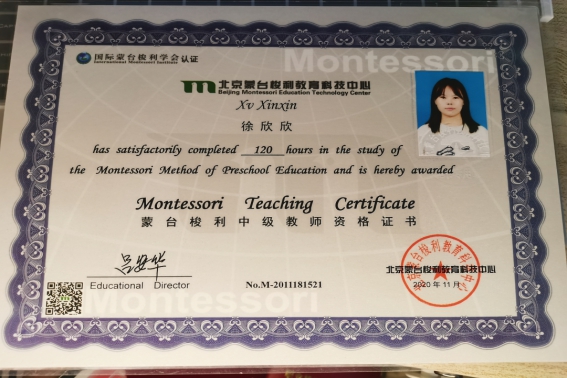 Montessori
国际蒙台梭利学会认证
International Montessori Institute
北京蒙台梭利教育科技中心
Beijing Montessori Education Technology Center
Xv Xinxin
徐欣欣
has satisfactorily completed 120 hours in the study of
the Montessori Method of Preschool Education and is hereby awarded
Montessori Teaching Certificate
蒙台梭利中级教师资格证书
Educational Director
No.M-2011181521
北京蒙台梭利教育科技中心
2020年11月
Montessori